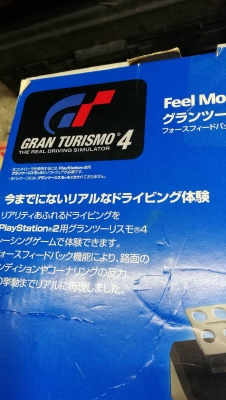 GRAN TURISMO 4
THE REAL DRIVING SIMULATOR
Feel Mo
グランツー
フォースフィードバッ
今までにないリアルなドライビング体験
リアリティあふれるドライビングを
PlayStation®2用グランツーリスモ®4
ーシングゲームで体験できます。
ォースフィードバック機能により、路面の
ンディションやコーナリングの反力、
の挙動までリアルに再現しました。